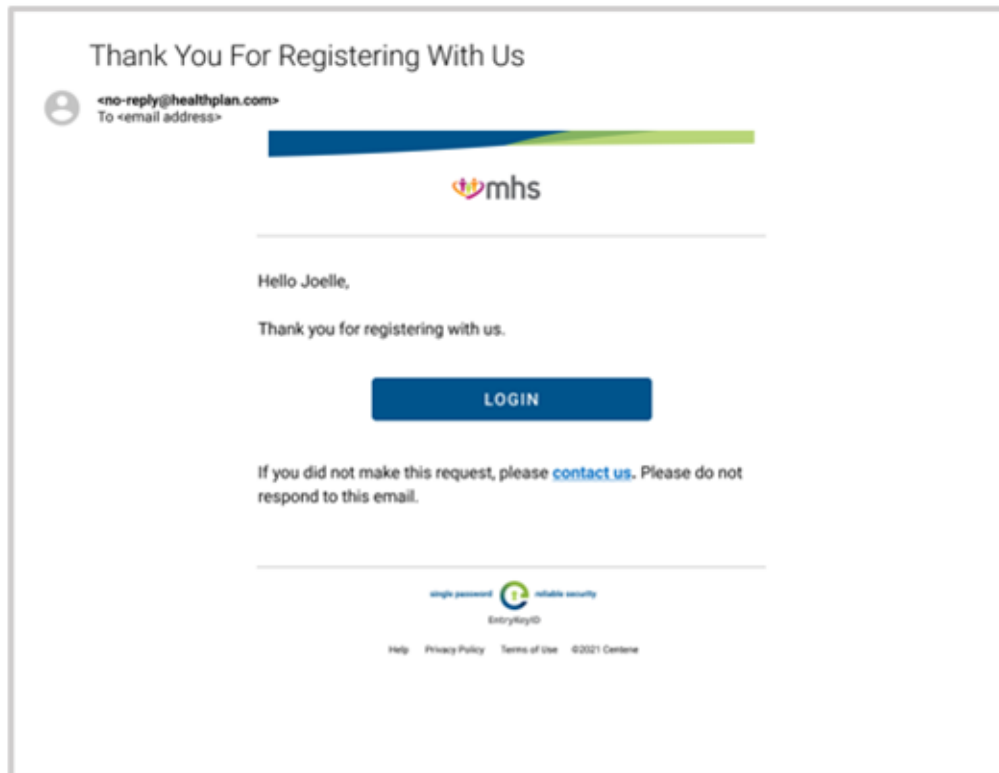 Thank You For Registering With Us
<no-reply@healthplan.com>
To <email address>
mhs
Hello Joelle,
Thank you for registering with us.
LOGIN
If you did not make this request, please contact us. Please do not
respond to this email.
single password reliable security
EntryKeyID
Help Privacy Policy Terms of Use ©2021 Centene